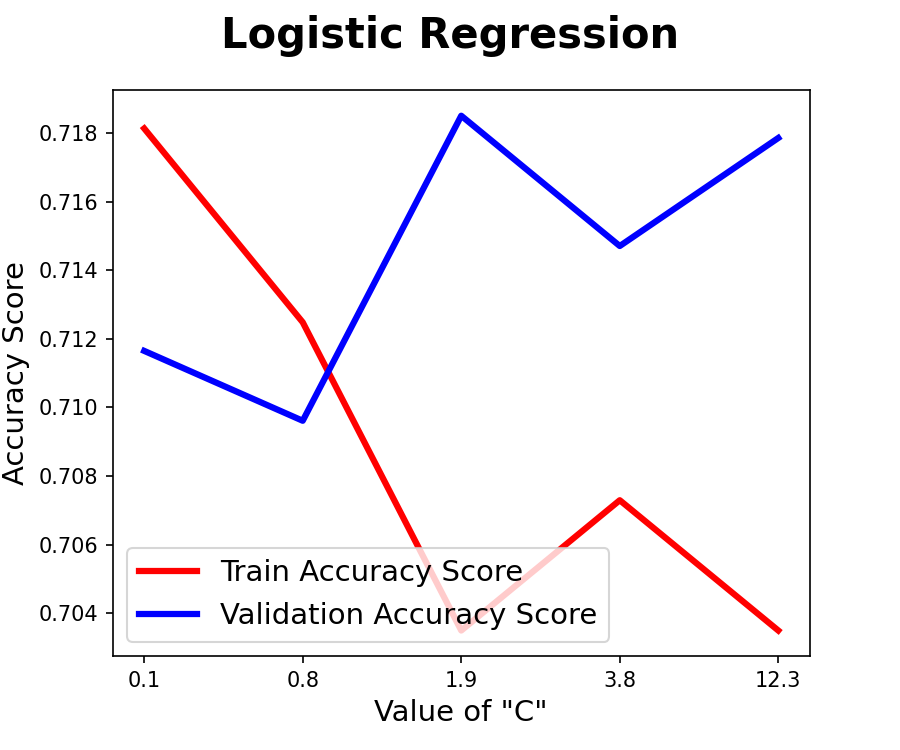 Logistic Regression
Accuracy Score
0.718
0.716
0.714
0.712
0.710
0.708
0.706
0.704
Train Accuracy Score
Validation Accuracy Score
0.1 0.8 1.9 3.8 12.3
Value of "C"